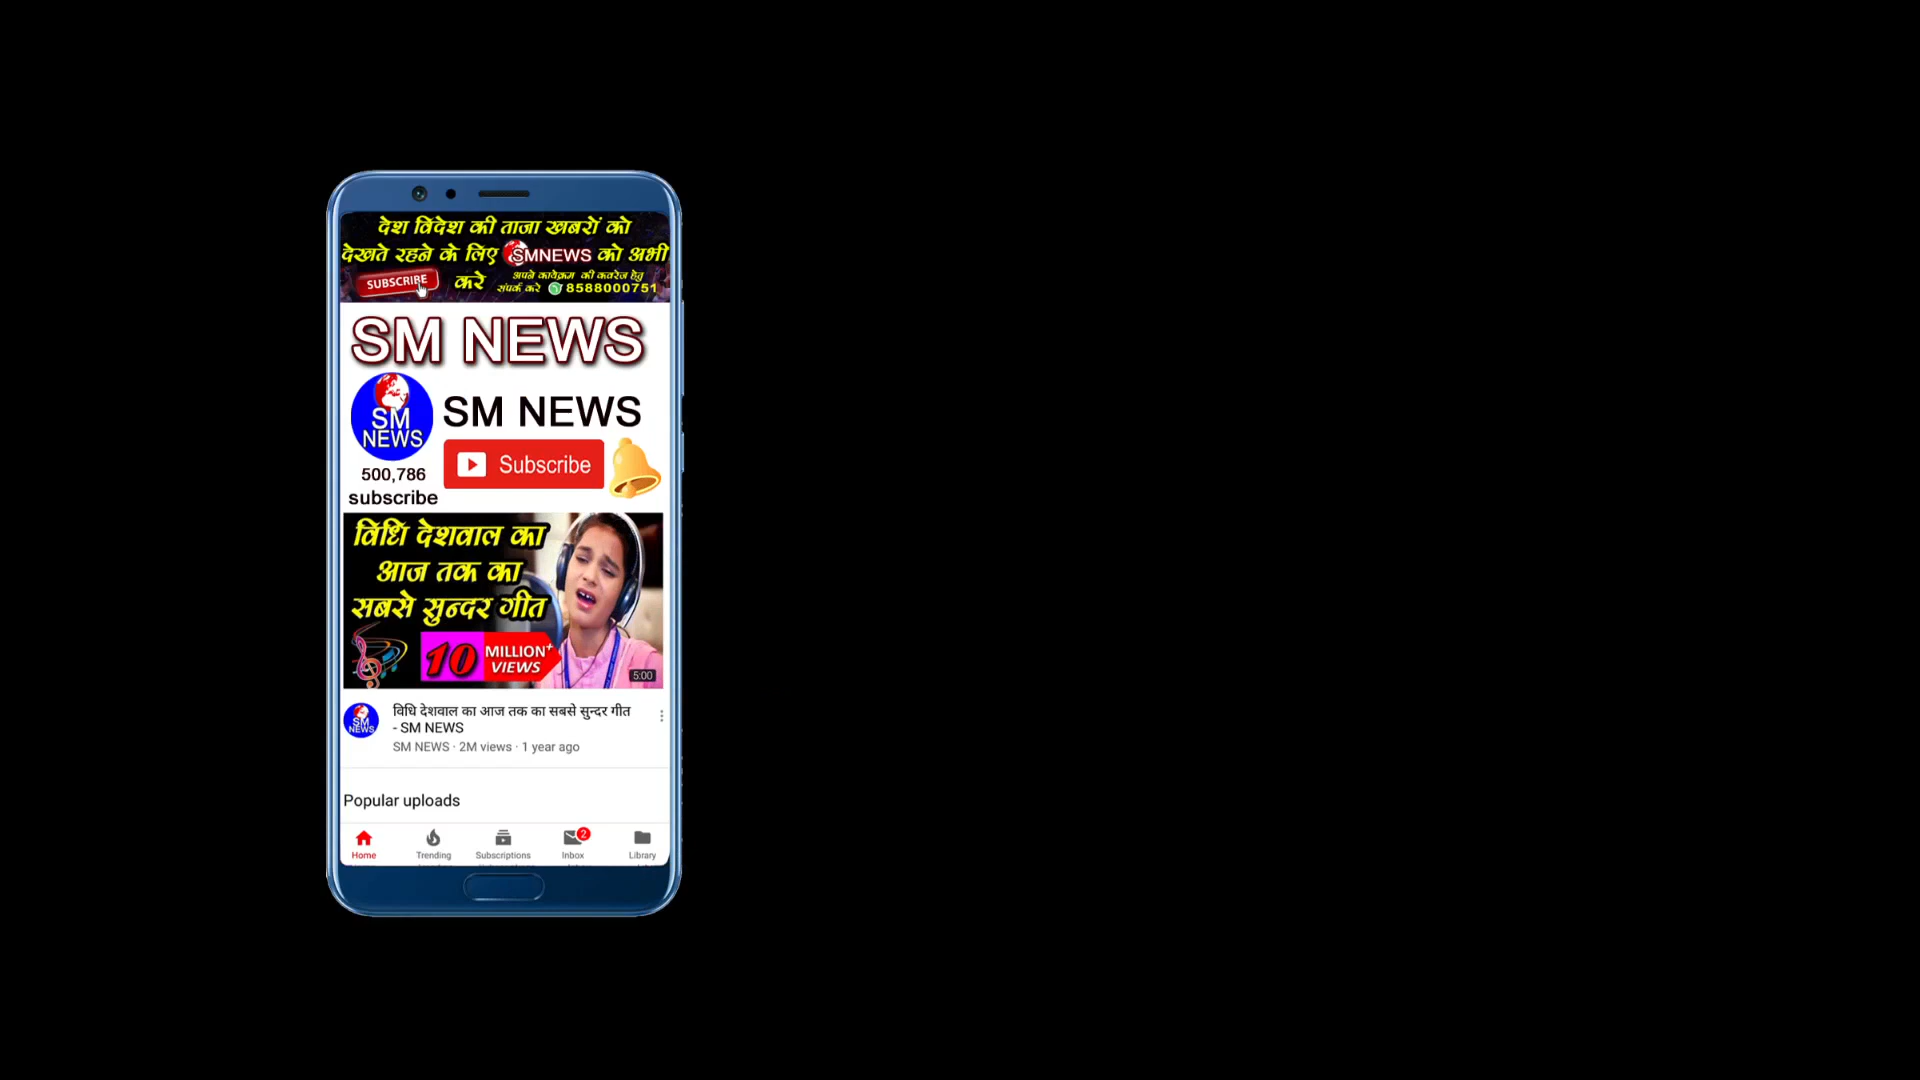 देश विदेश की ताजा खबरों को
देखते रहने के लिए SMNEWS को अभी
SUBSCRIBE करे अपने कार्यक्रम की कवरेज हेतु
संपर्क करे 8588000751
SM NEWS
SM NEWS
SM NEWS
Subscribe
500,786
subscribe
विधि देशवाल का
आज तक का
सबसे सुन्दर गीत
10 MILLION+ VIEWS
5:00
SM NEWS
विधि देशवाल का आज तक का सबसे सुन्दर गीत
- SM NEWS
SM NEWS · 2M views · 1 year ago
Popular uploads
2
Home Trending Subscriptions Inbox Library